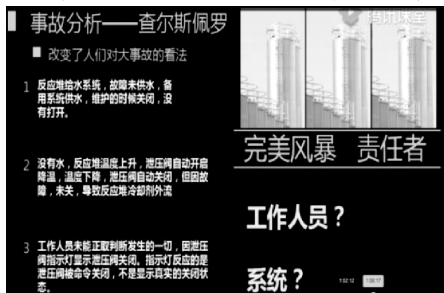 事故分析——查尔斯佩罗
改变了人们对大事故的看法
1 反应堆给水系统，故障未供水，备
用系统供水，维护的时候关闭，没
有打开。
2 没有水，反应堆温度上升，泄压阀自动开启
降温，温度下降，泄压阀自动关闭，但因故
障，未关，导致反应堆冷却剂外流
3 工作人员未能正取判断发生的一切，因泄压
阀指示灯显示泄压阀关闭。指示灯反应的是
泄压阀被命令关闭，不是显示真实的关闭状
态。
腾讯课堂
完美风暴 责任者
工作人员？
系统？
1:02:12